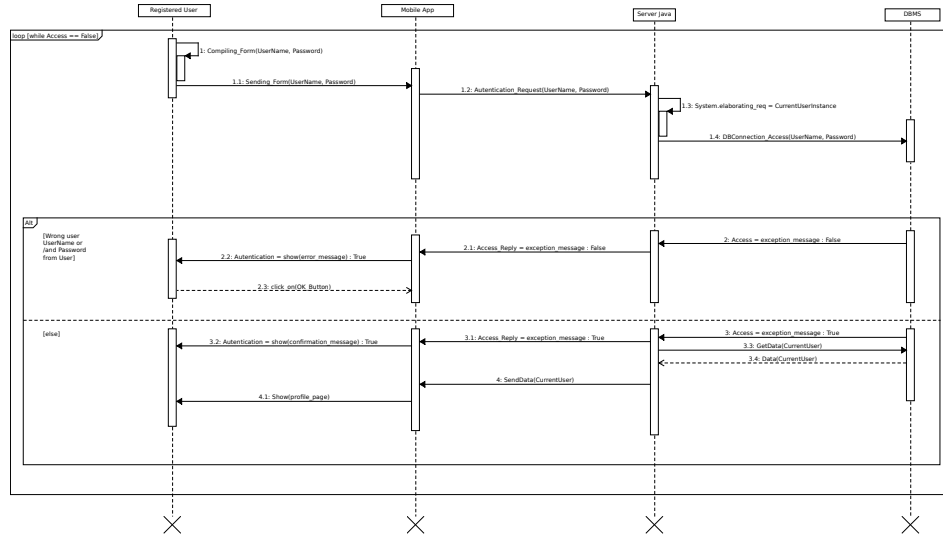 Registered User
Mobile App
Server Java
DBMS
loop [while Access == False]
1: Compiling_Form(UserName, Password)
1.1: Sending_Form(UserName, Password)
1.2: Autentication_Request(UserName, Password)
1.3: System.elaborating_req = CurrentUserInstance
1.4: DBConnection_Access(UserName, Password)
Alt
[Wrong user
UserName or
/and Password
from User]
2: Access = exception_message : False
2.1: Access_Reply = exception_message : False
2.2: Autentication = show(error_message) : True
2.3: click_on(OK_Button)
[else]
3: Access = exception_message : True
3.1: Access_Reply = exception_message : True
3.2: Autentication = show(confirmation_message) : True
3.3: GetData(CurrentUser)
3.4: Data(CurrentUser)
4: SendData(CurrentUser)
4.1: Show(profile_page)